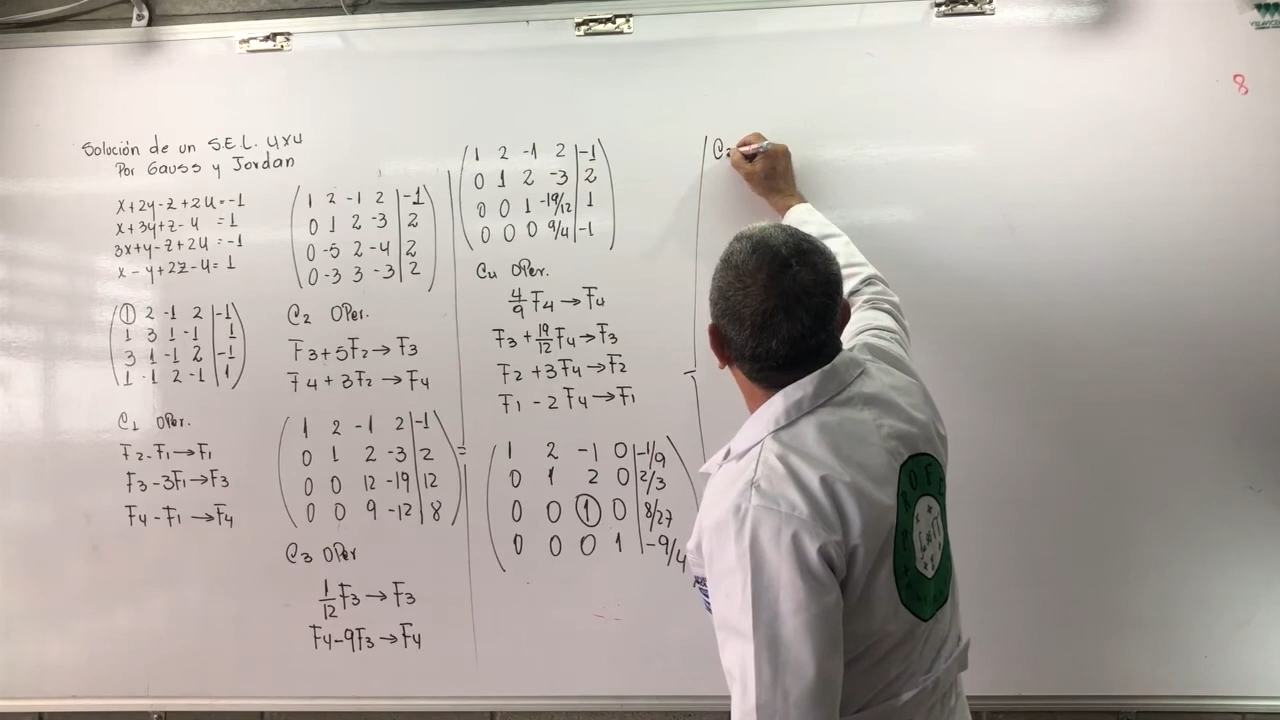 Solución de un S.E.L. 4x4
Por Gauss y Jordan
x+2y-z+2u=-1
x+3y+z-u =1
3x+y-z+2u=-1
x-y+2z-u=1
1 2 -1 2 | -1
1 3 1 -1 | 1
3 1 -1 2 | -1
1 -1 2 -1 | 1
C1 Oper.
F2-F1→F1
F3-3F1→F3
F4-F1→F4
1 2 -1 2 | -1
0 1 2 -3 | 2
0 -5 2 -4 | 2
0 -3 3 -3 | 2
C2 Oper.
F3+5F2→F3
F4+3F2→F4
1 2 -1 2 | -1
0 1 2 -3 | 2
0 0 12 -19 | 12
0 0 9 -12 | 8
=
C3 Oper
1/12 F3→F3
F4-9F3→F4
1 2 -1 2 | -1
0 1 2 -3 | 2
0 0 1 -19/12 | 1
0 0 0 9/4 | -1
C4 Oper.
4/9 F4→F4
F3+19/12 F4→F3
F2+3F4→F2
F1-2F4→F1
1 2 -1 0 | -1/9
0 1 2 0 | 2/3
0 0 1 0 | 8/27
0 0 0 1 | -9/4
8